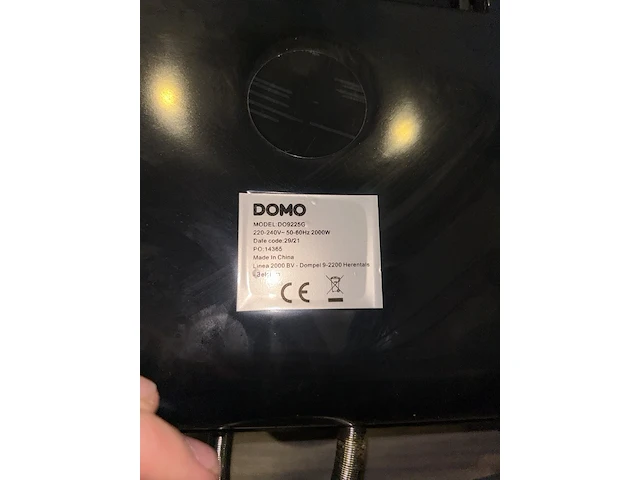 DOMO
MODEL:DO9225G
220-240V~ 50-60Hz 2000W
Date code:29/21
PO:14365
Made In China
Linea 2000 BV - Dompel 9-2200 Herentals
CE